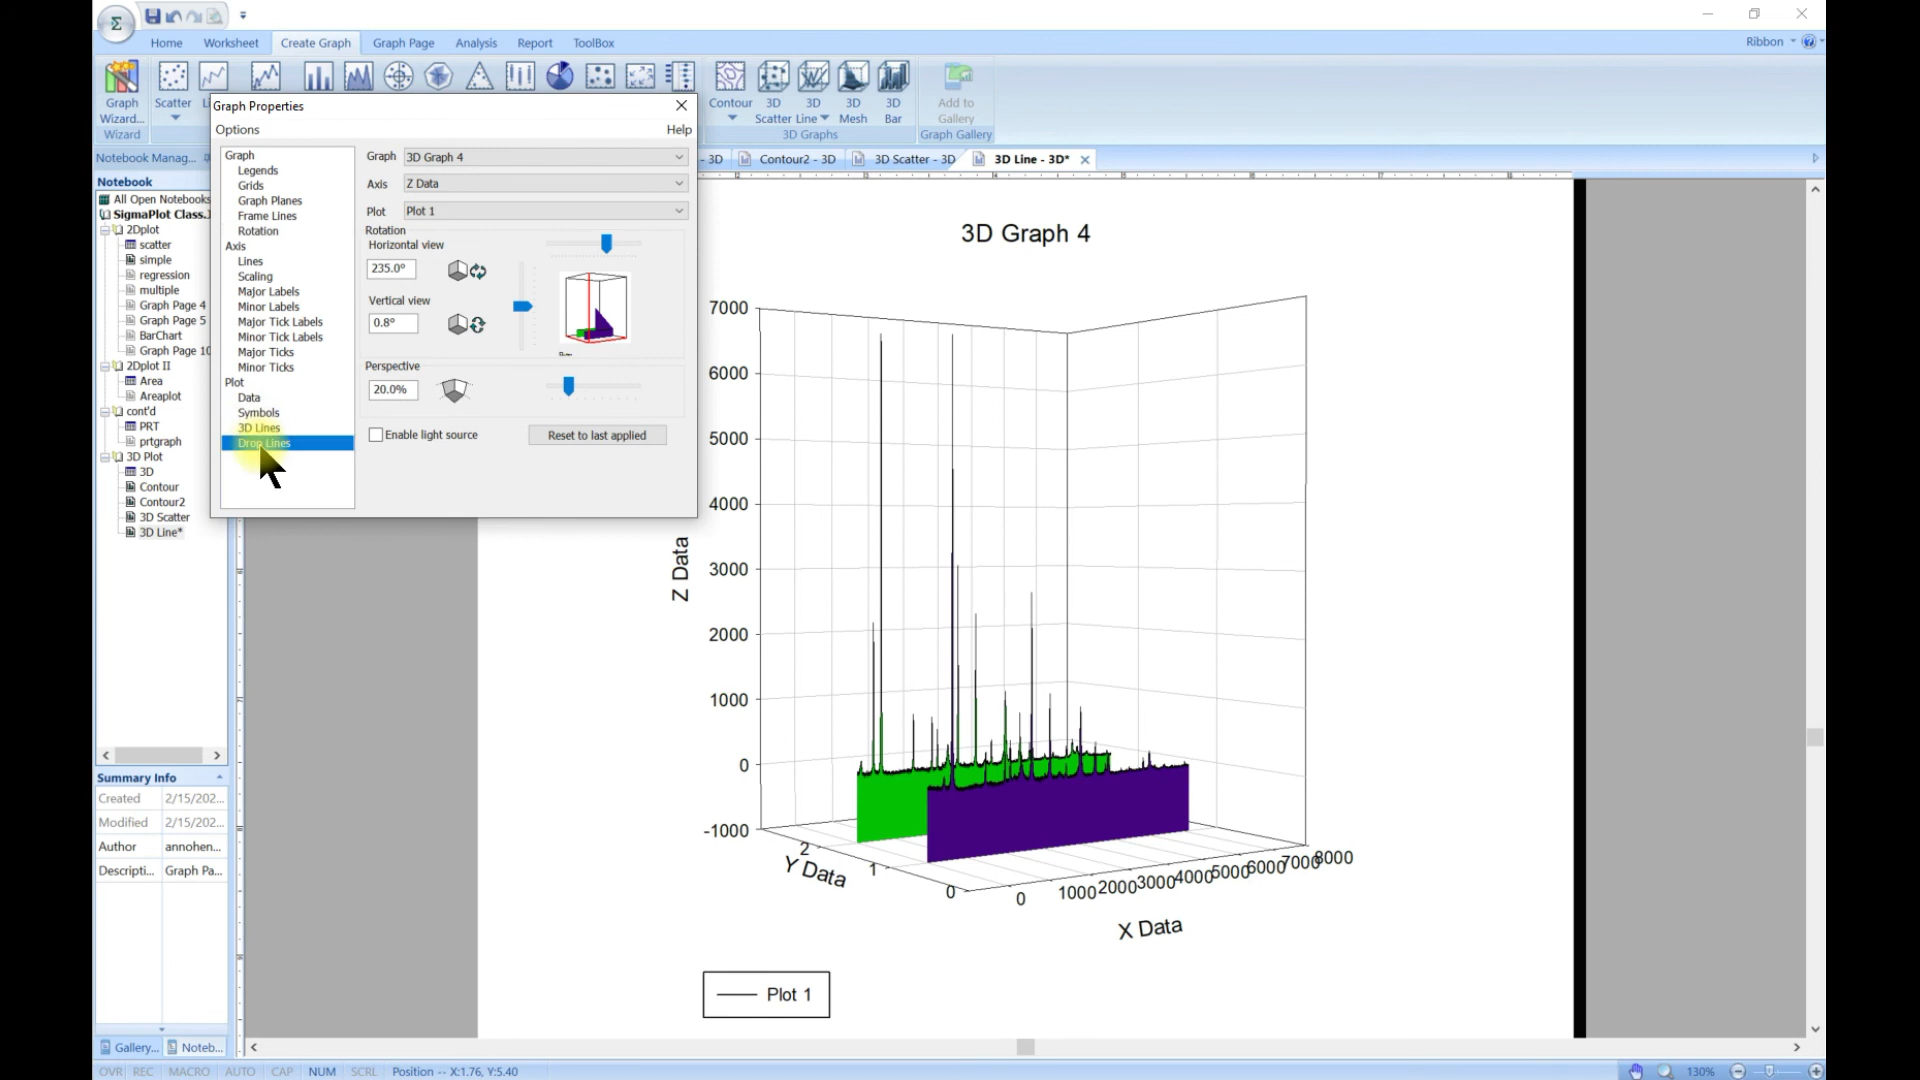 Home Worksheet Create Graph Graph Page Analysis Report ToolBox
Ribbon
Graph Wizard...
Wizard
Scatter
Contour
3D Scatter
3D Line
3D Mesh
3D Bar
3D Graphs
Add to Gallery
Graph Gallery
Graph Properties
Options
Help
Graph
Legends
Grids
Graph Planes
Frame Lines
Rotation
Axis
Lines
Scaling
Major Labels
Minor Labels
Major Tick Labels
Minor Tick Labels
Major Ticks
Minor Ticks
Plot
Data
Symbols
3D Lines
Drop Lines
Graph 3D Graph 4
Axis Z Data
Plot Plot 1
Rotation
Horizontal view
235.0°
Vertical view
0.8°
Perspective
20.0%
Enable light source
Reset to last applied
- 3D
Contour2 - 3D
3D Scatter - 3D
3D Line - 3D*
Notebook Manag...
Notebook
All Open Notebooks
SigmaPlot Class.
2Dplot
scatter
simple
regression
multiple
Graph Page 4
Graph Page 5
BarChart
Graph Page 10
2Dplot II
Area
Areaplot
cont'd
PRT
prtgraph
3D Plot
3D
Contour
Contour2
3D Scatter
3D Line*
Summary Info
Created 2/15/202...
Modified 2/15/202...
Author annohen...
Descripti... Graph Pa...
Gallery... Noteb...
3D Graph 4
7000
6000
5000
4000
3000
2000
1000
0
-1000
Z Data
2
1
0
Y Data
0 1000 2000 3000 4000 5000 6000 7000 8000
X Data
Plot 1
OVR REC MACRO AUTO CAP NUM SCRL Position -- X:1.76, Y:5.40
130%